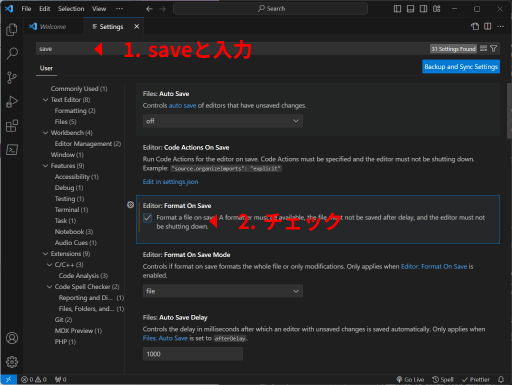 File Edit Selection View … Search
Welcome Settings
save 31 Settings Found
1. saveと入力
User Backup and Sync Settings
Commonly Used (1)
Text Editor (8)
Formatting (2)
Files (5)
Workbench (4)
Editor Management (2)
Window (1)
Features (9)
Accessibility (1)
Debug (1)
Testing (1)
Terminal (1)
Task (1)
Notebook (3)
Audio Cues (1)
Extensions (9)
C/C++ (3)
Code Analysis (3)
Code Spell Checker (2)
Reporting and Di... (1)
Files, Folders, and... (1)
Git (2)
MDX Preview (1)
PHP (1)
Files: Auto Save
Controls auto save of editors that have unsaved changes.
off
Editor: Code Actions On Save
Run Code Actions for the editor on save. Code Actions must be specified and the editor must not be shutting down.
Example: "source.organizeImports": "explicit"
Edit in settings.json
Editor: Format On Save
Format a file on save. A formatter must be available, the file must not be saved after delay, and the editor must not
be shutting down.
2. チェック
Editor: Format On Save Mode
Controls if format on save formats the whole file or only modifications. Only applies when Editor: Format On Save is
enabled.
file
Files: Auto Save Delay
Controls the delay in milliseconds after which an editor with unsaved changes is saved automatically. Only applies when
Files: Auto Save is set to afterDelay.
1000
0 0 0 Go Live Spell Prettier